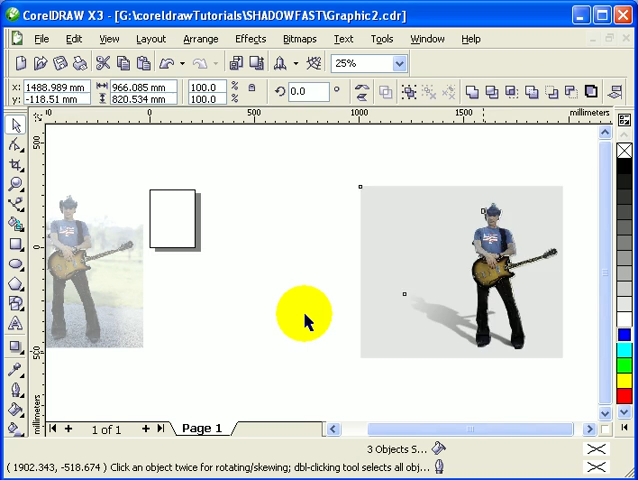 CorelDRAW X3 - [G:\coreldrawTutorials\SHADOWFAST\Graphic2.cdr]
File Edit View Layout Arrange Effects Bitmaps Text Tools Window Help
25%
x: 1488.989 mm 966.085 mm 100.0 % 0.0 °
y: -118.51 mm 820.534 mm 100.0 %
0 500 1000 1500 millimeters
500
0
500
millimeters
1 of 1 Page 1
3 Objects S...
( 1902.343, -518.674 ) Click an object twice for rotating/skewing; dbl-clicking tool selects all obj...